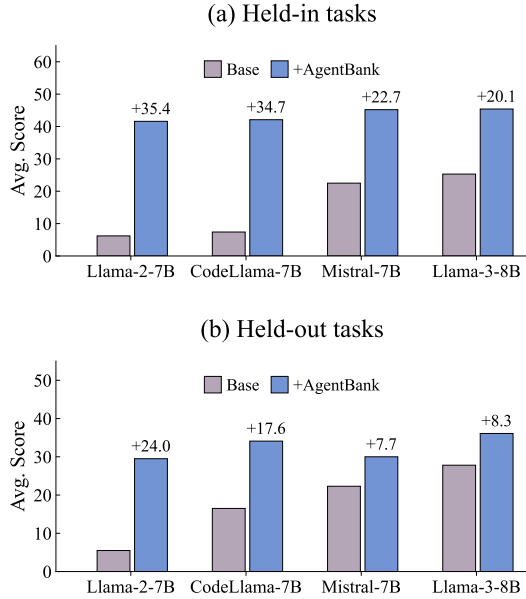 (a) Held-in tasks
Base +AgentBank
Avg. Score
60
50
40
30
20
10
0
+35.4 +34.7 +22.7 +20.1
Llama-2-7B CodeLlama-7B Mistral-7B Llama-3-8B
(b) Held-out tasks
Base +AgentBank
Avg. Score
50
40
30
20
10
0
+24.0 +17.6 +7.7 +8.3
Llama-2-7B CodeLlama-7B Mistral-7B Llama-3-8B